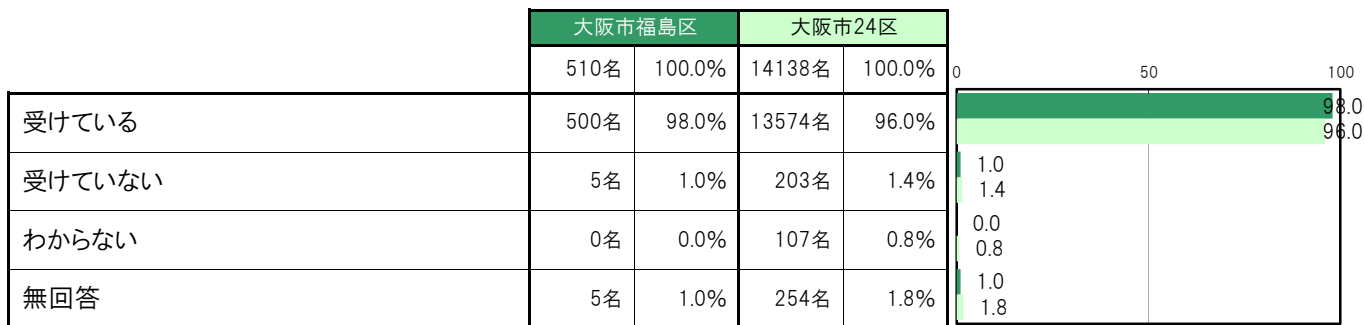 大阪市福島区 大阪市24区
510名 100.0% 14138名 100.0% 0 50 100
受けている 500名 98.0% 13574名 96.0% 98.0
96.0
受けていない 5名 1.0% 203名 1.4% 1.0
1.4
わからない 0名 0.0% 107名 0.8% 0.0
0.8
無回答 5名 1.0% 254名 1.8% 1.0
1.8